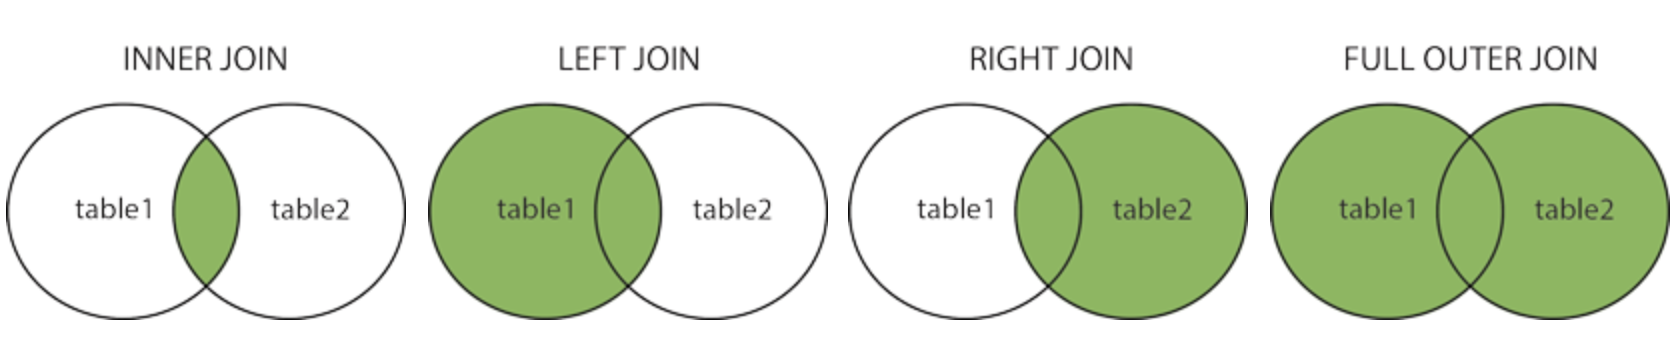 INNER JOIN
LEFT JOIN
RIGHT JOIN
FULL OUTER JOIN
table1
table2
table1
table2
table1
table2
table1
table2